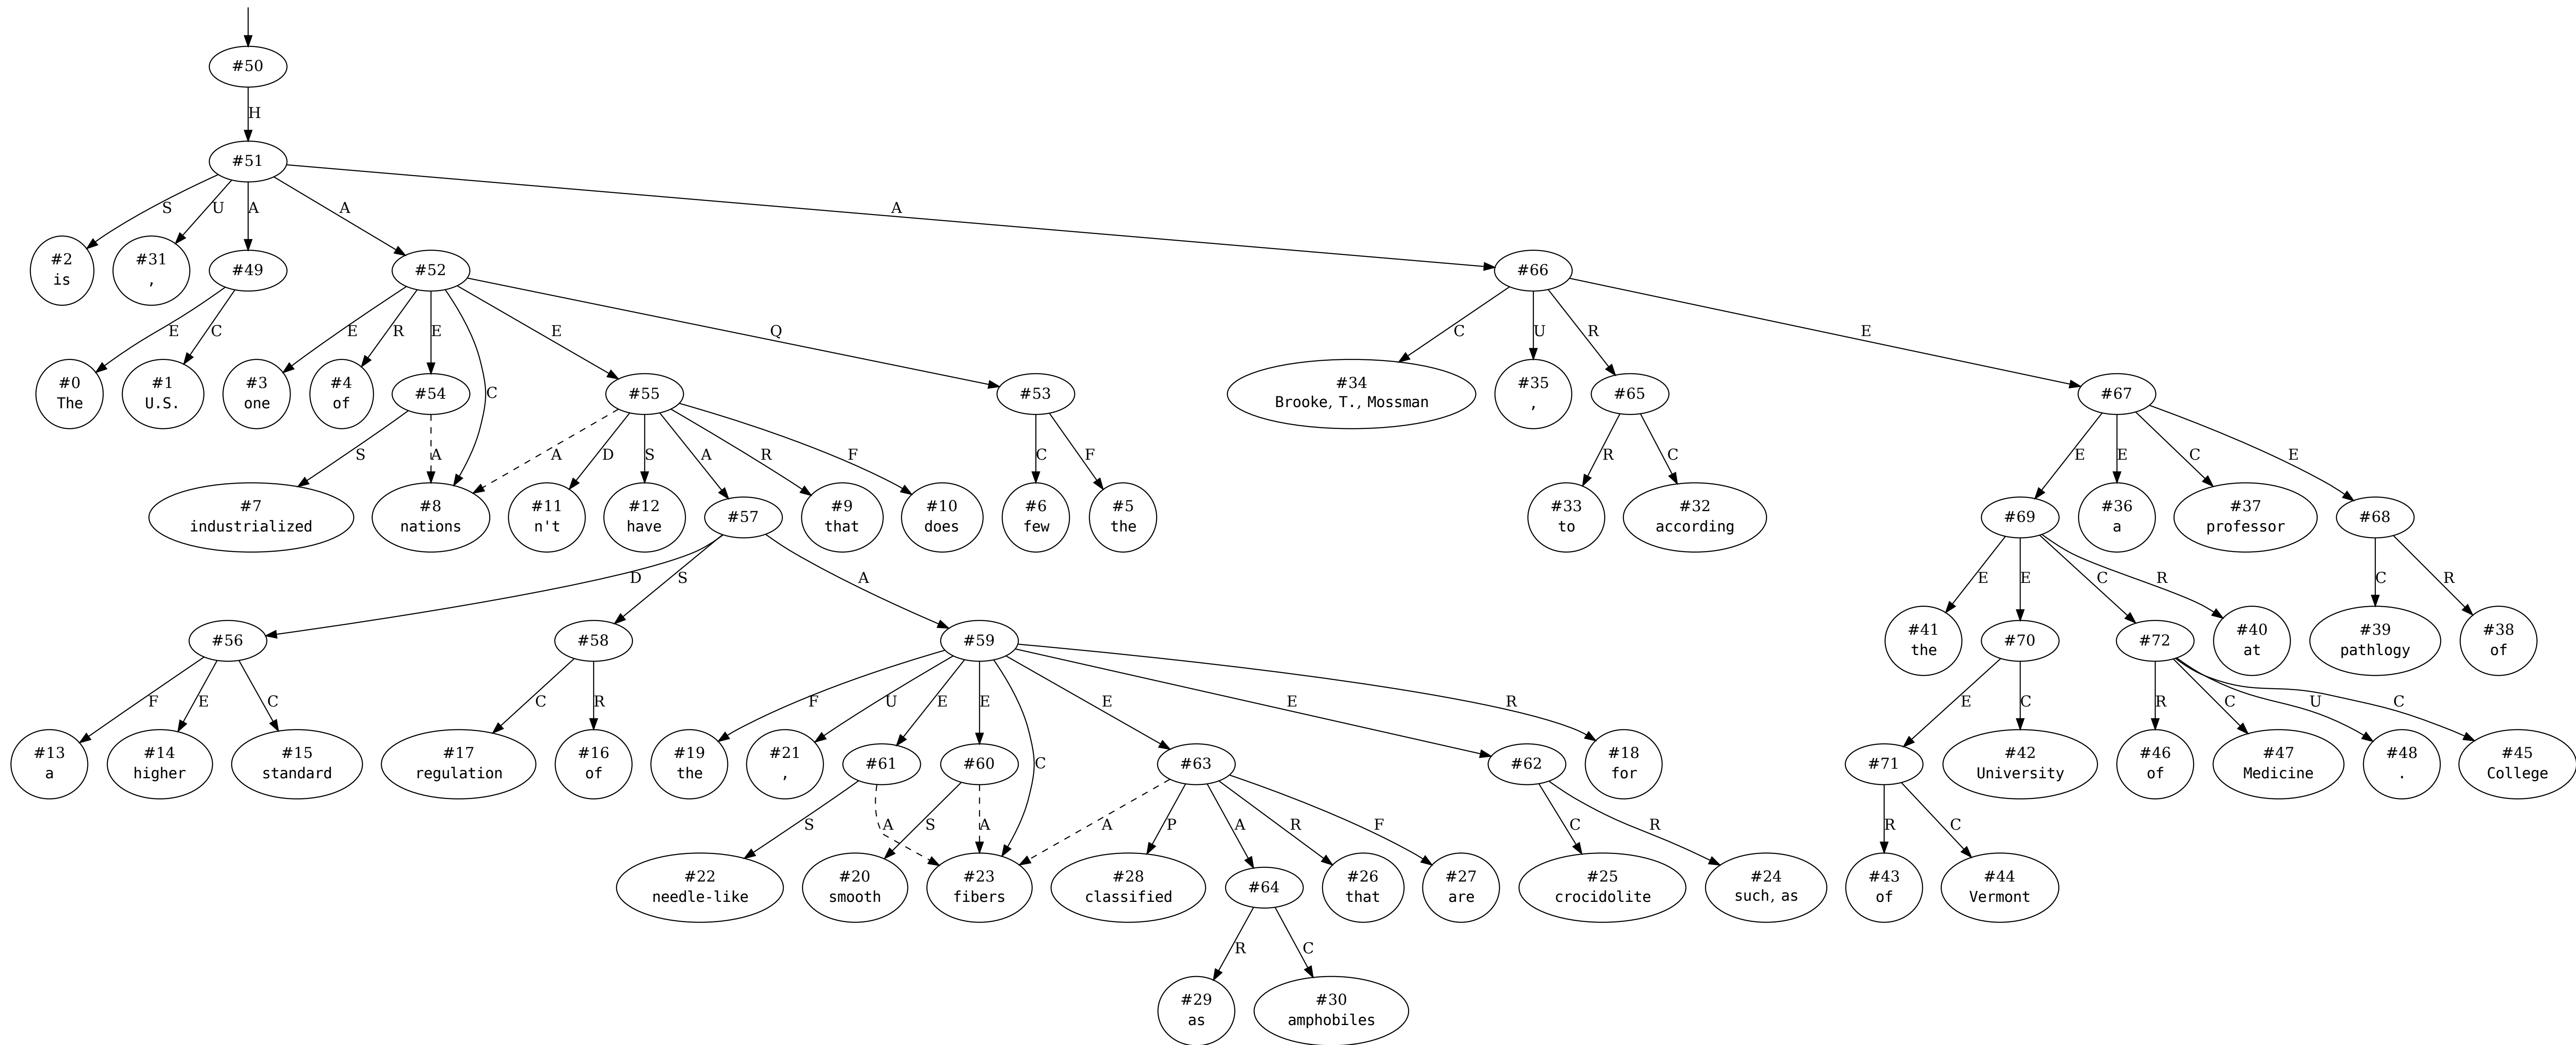 #50
H
#51
S U A A A
#2
is
#31
,
#49
#52
#66
E C E R E C E Q C U R E
#0
The
#1
U.S.
#3
one
#4
of
#54
#55
#53
#34
Brooke, T., Mossman
#35
,
#65
#67
S A A D S A R F C F R C E E C E
#7
industrialized
#8
nations
#11
n't
#12
have
#57
#9
that
#10
does
#6
few
#5
the
#33
to
#32
according
#69
#36
a
#37
professor
#68
D S A E E C R C R
#56
#58
#59
#41
the
#70
#72
#40
at
#39
pathlogy
#38
of
F E C C R F U E E C E E R E C R C U C
#13
a
#14
higher
#15
standard
#17
regulation
#16
of
#19
the
#21
,
#61
#60
#63
#62
#18
for
#71
#42
University
#46
of
#47
Medicine
#48
.
#45
College
S A S A A P A R F C R R C
#22
needle-like
#20
smooth
#23
fibers
#28
classified
#64
#26
that
#27
are
#25
crocidolite
#24
such, as
#43
of
#44
Vermont
R C
#29
as
#30
amphobiles